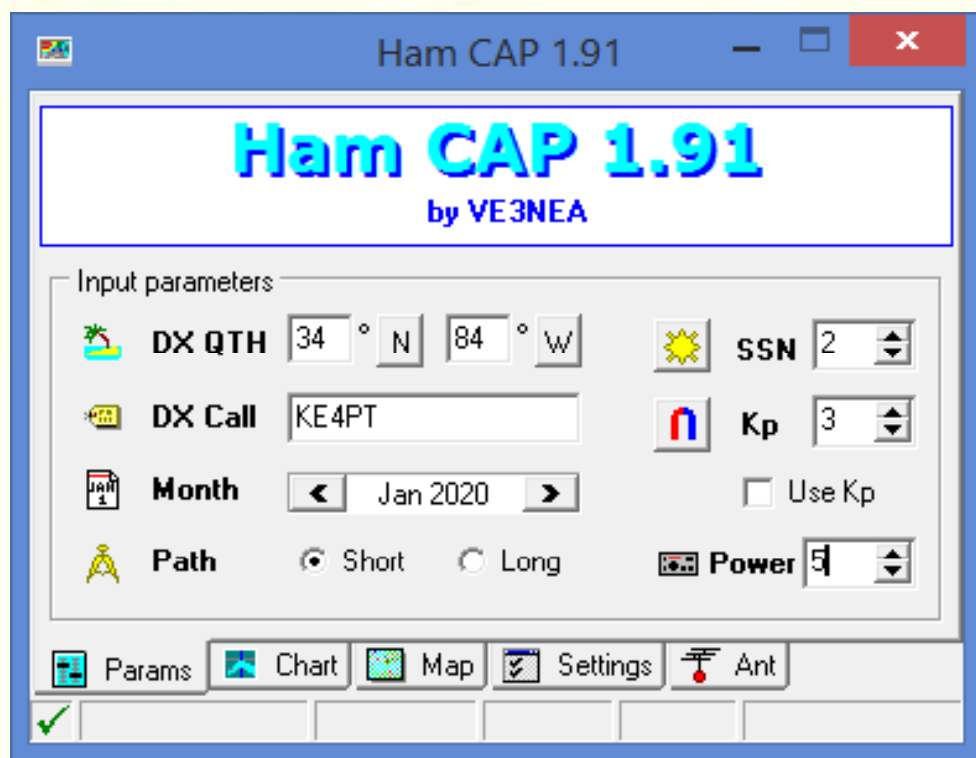 Ham CAP 1.91
Ham CAP 1.91
by VE3NEA
Input parameters
DX QTH 34 ° N 84 ° W SSN 2
DX Call KE4PT Kp 3
JAN 1 Month < Jan 2020 > Use Kp
Path Short Long Power 5
Params Chart Map Settings Ant